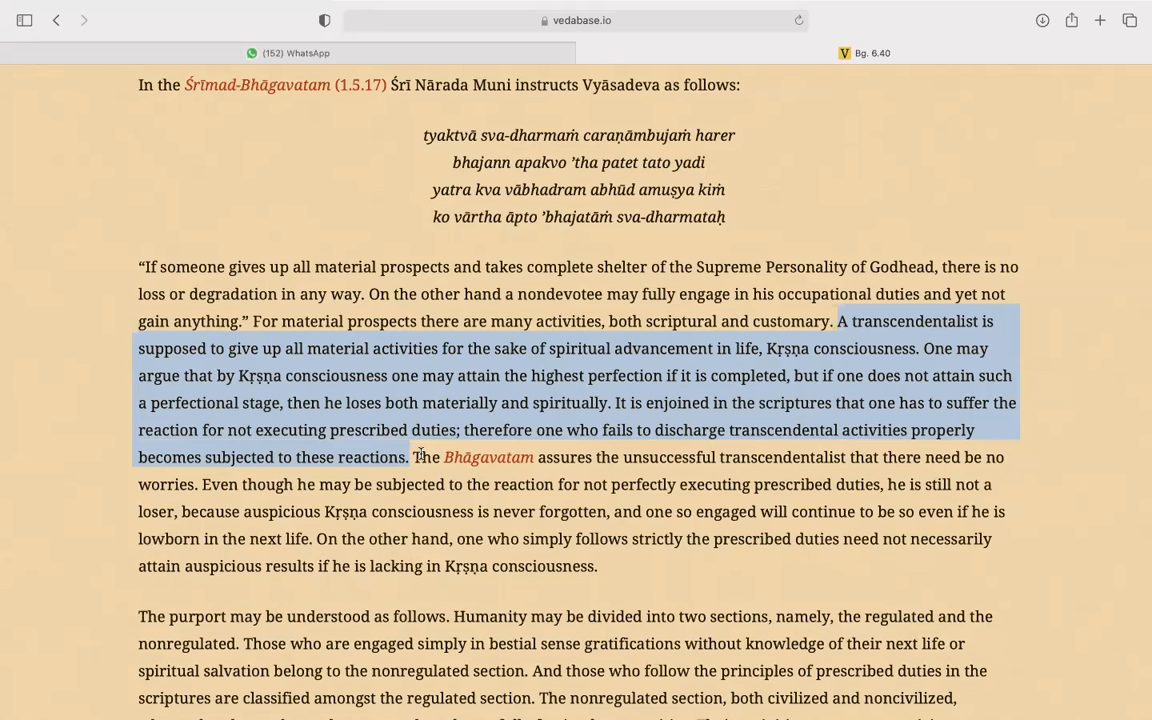 vedabase.io
(152) WhatsApp
V Bg. 6.40
In the Śrīmad-Bhāgavatam (1.5.17) Śrī Nārada Muni instructs Vyāsadeva as follows:
tyaktvā sva-dharmaṁ caraṇāmbujaṁ harer
bhajann apakvo ’tha patet tato yadi
yatra kva vābhadram abhūd amuṣya kiṁ
ko vārtha āpto ’bhajatāṁ sva-dharmataḥ
“If someone gives up all material prospects and takes complete shelter of the Supreme Personality of Godhead, there is no
loss or degradation in any way. On the other hand a nondevotee may fully engage in his occupational duties and yet not
gain anything.” For material prospects there are many activities, both scriptural and customary. A transcendentalist is
supposed to give up all material activities for the sake of spiritual advancement in life, Kṛṣṇa consciousness. One may
argue that by Kṛṣṇa consciousness one may attain the highest perfection if it is completed, but if one does not attain such
a perfectional stage, then he loses both materially and spiritually. It is enjoined in the scriptures that one has to suffer the
reaction for not executing prescribed duties; therefore one who fails to discharge transcendental activities properly
becomes subjected to these reactions. The Bhāgavatam assures the unsuccessful transcendentalist that there need be no
worries. Even though he may be subjected to the reaction for not perfectly executing prescribed duties, he is still not a
loser, because auspicious Kṛṣṇa consciousness is never forgotten, and one so engaged will continue to be so even if he is
lowborn in the next life. On the other hand, one who simply follows strictly the prescribed duties need not necessarily
attain auspicious results if he is lacking in Kṛṣṇa consciousness.
The purport may be understood as follows. Humanity may be divided into two sections, namely, the regulated and the
nonregulated. Those who are engaged simply in bestial sense gratifications without knowledge of their next life or
spiritual salvation belong to the nonregulated section. And those who follow the principles of prescribed duties in the
scriptures are classified amongst the regulated section. The nonregulated section, both civilized and noncivilized,